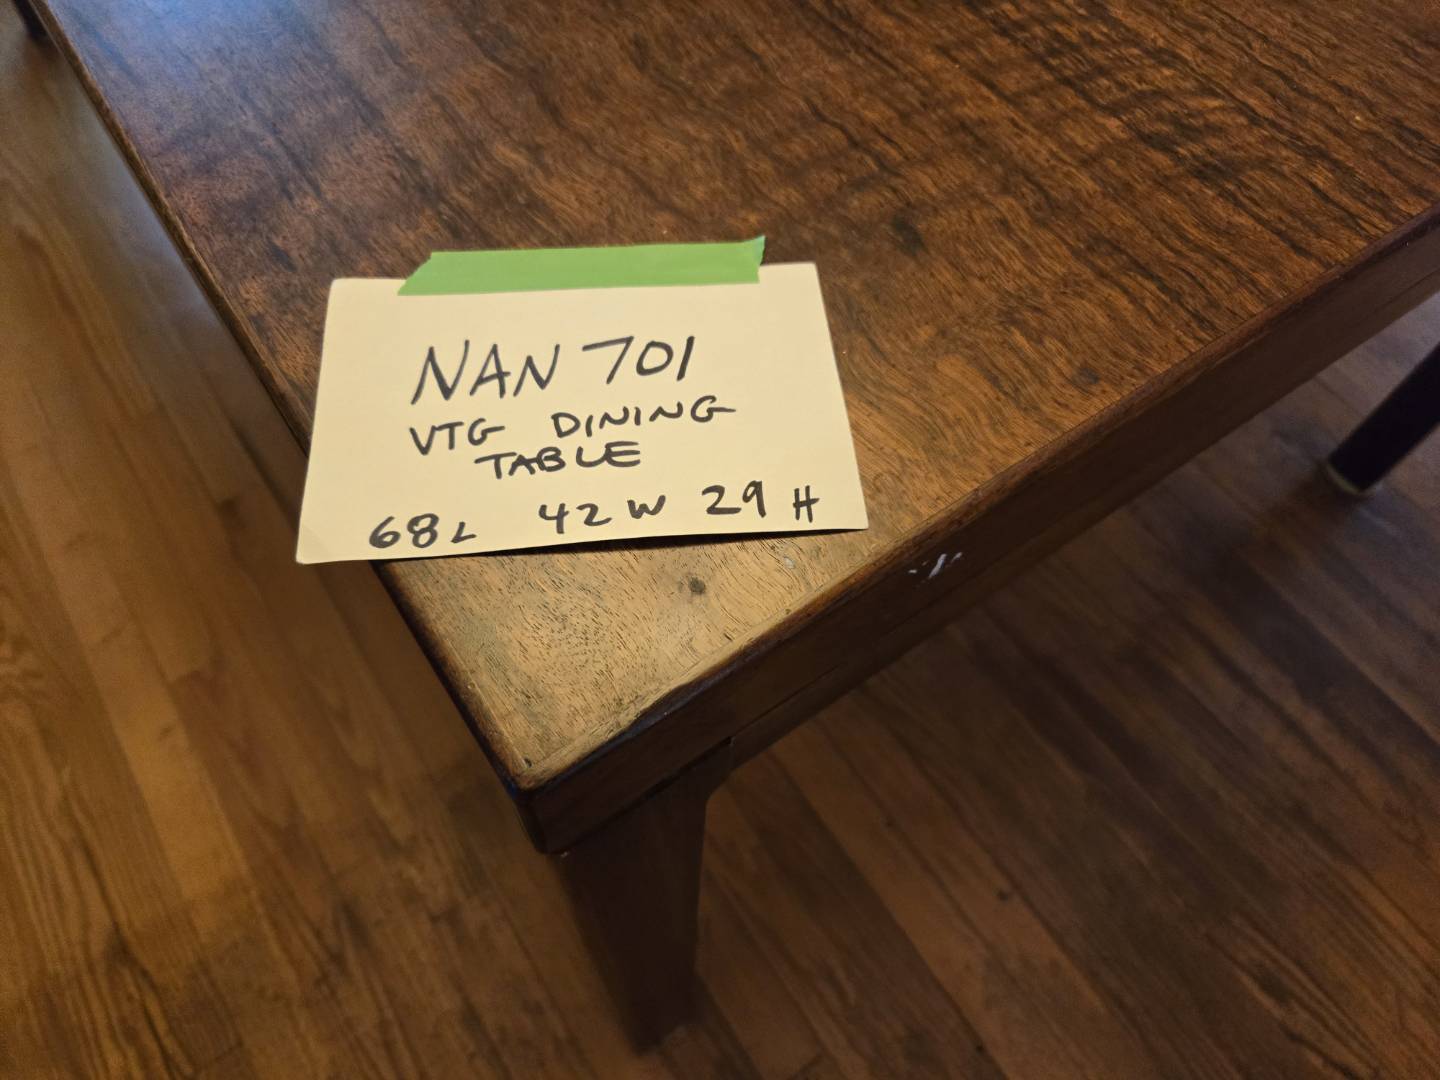 NAN 701
VTG DINING
TABLE
68L 42W 29H